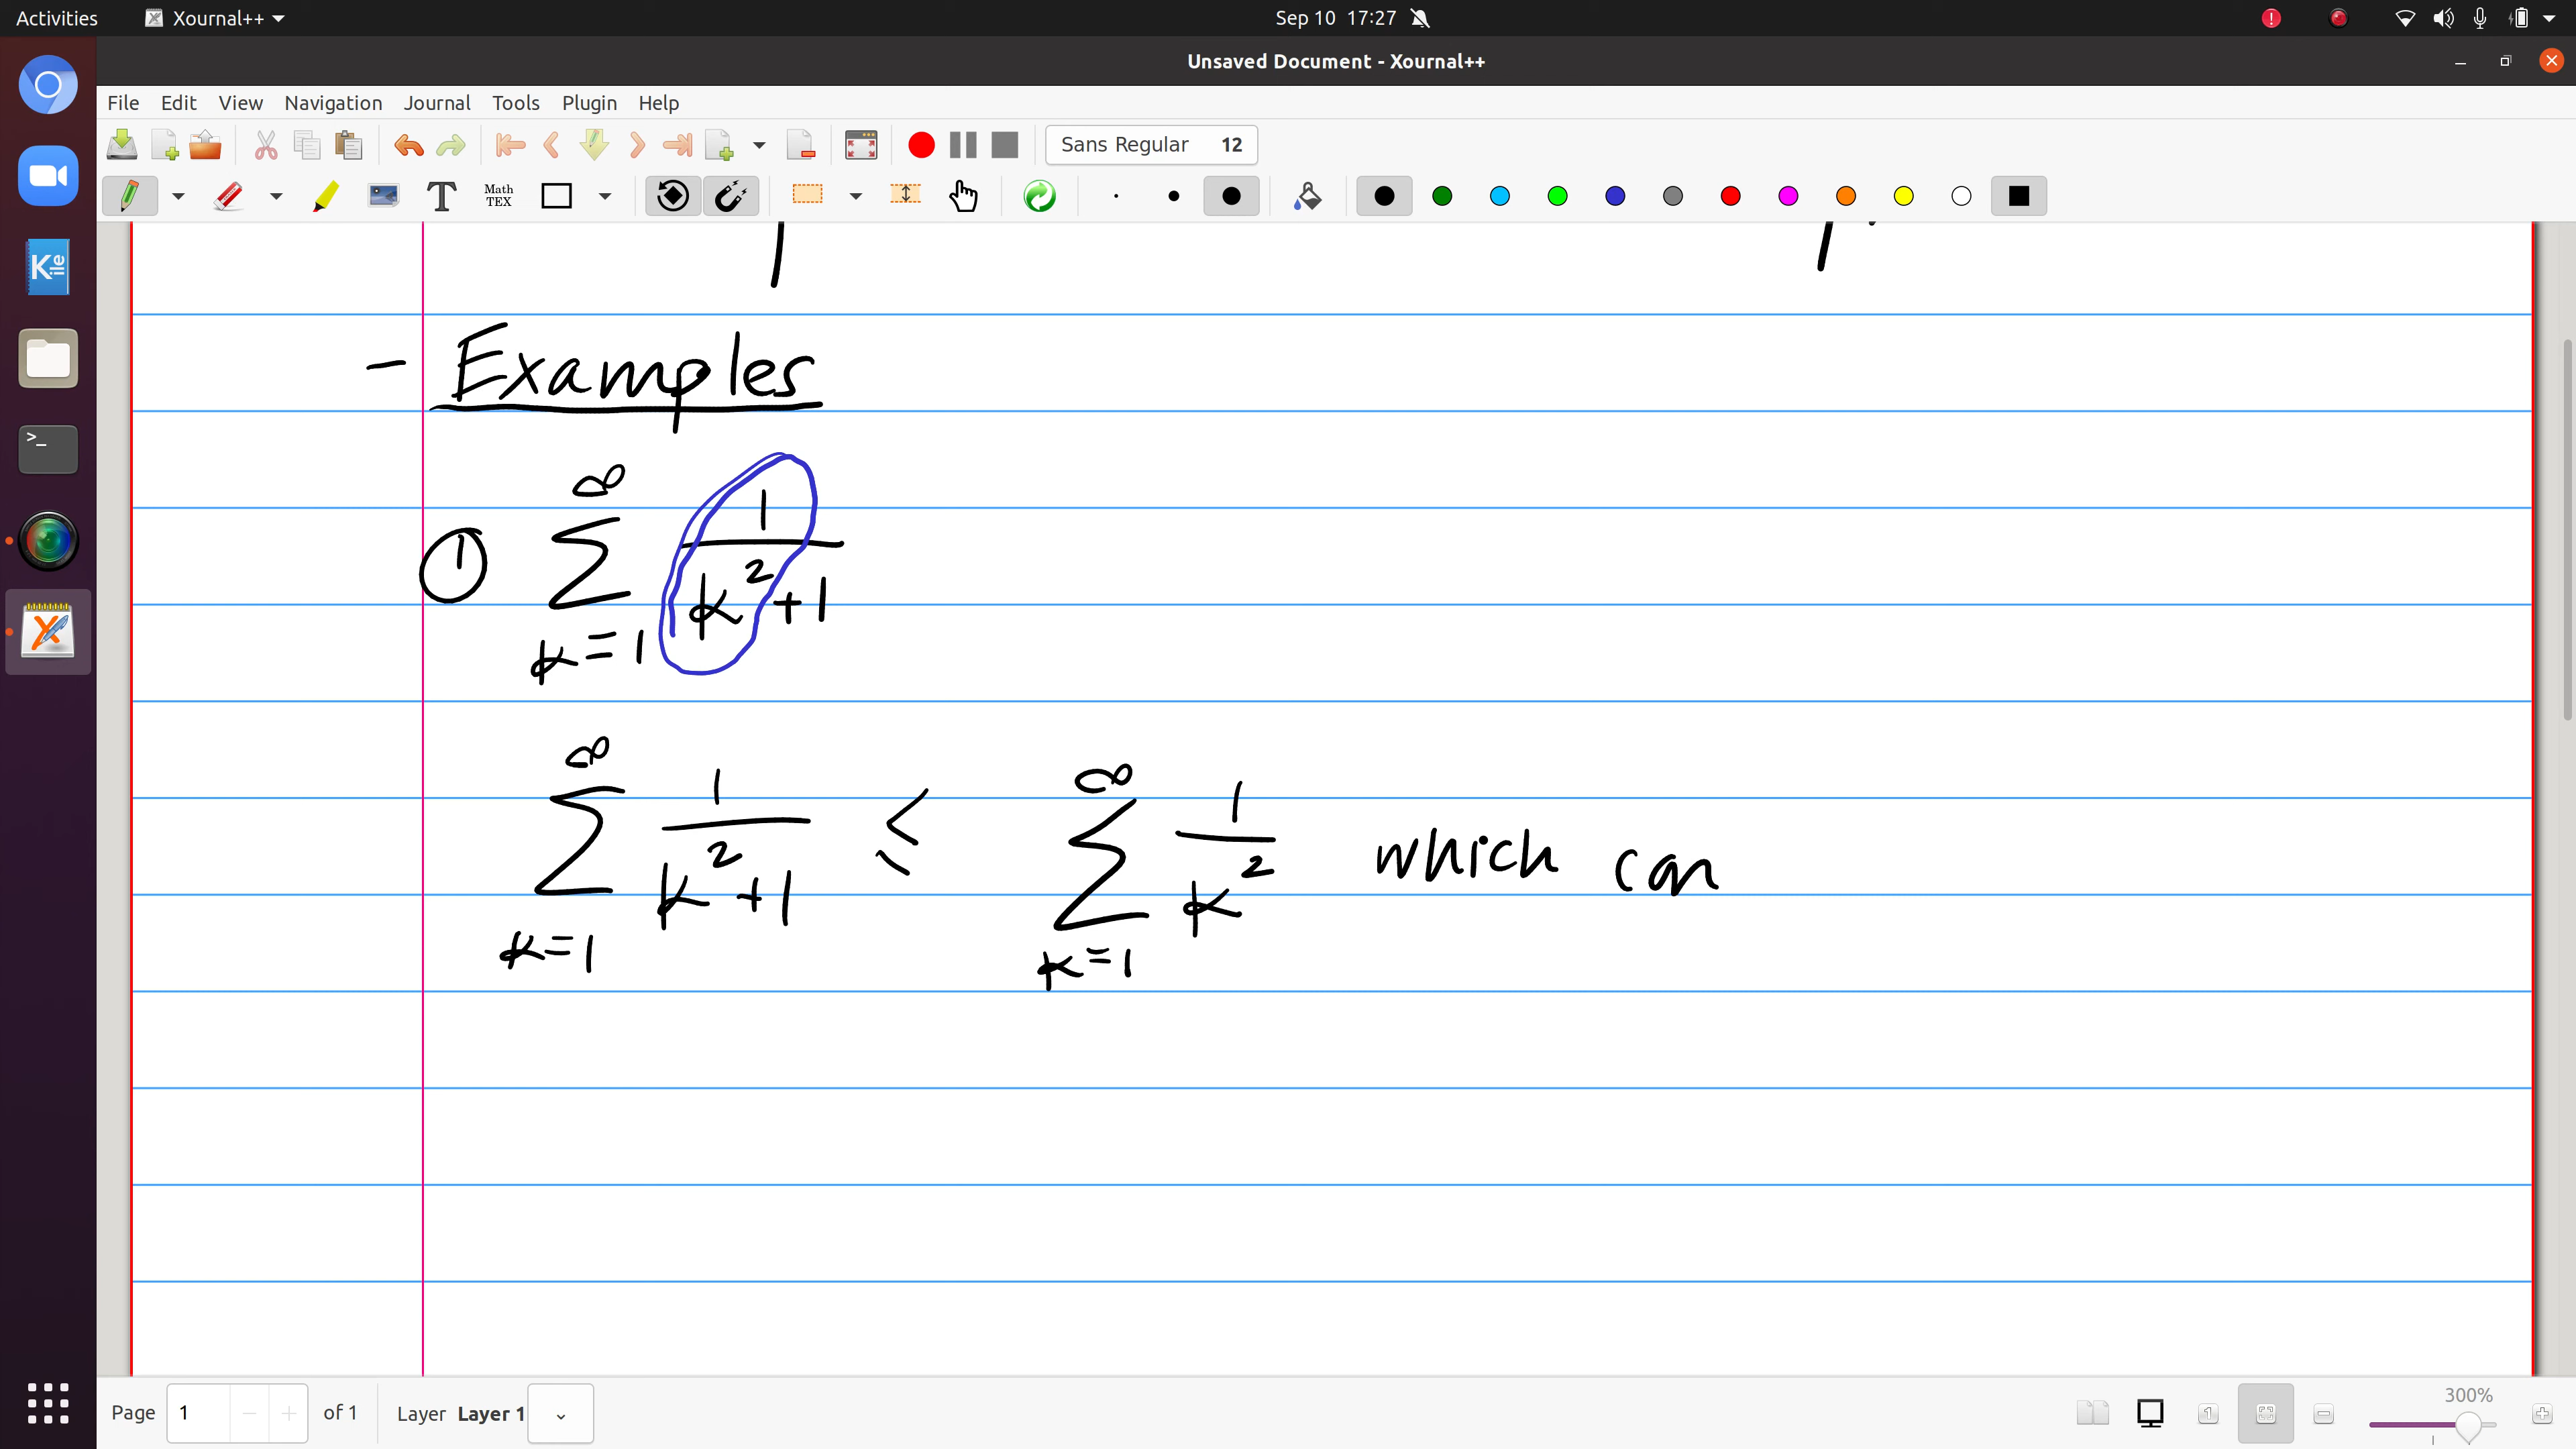 Activities Xournal++ Sep 10 17:27
Unsaved Document - Xournal++
File Edit View Navigation Journal Tools Plugin Help
Sans Regular 12
T Math TEX
- Examples
① ∞ ∑ k=1 1/(k²+1)
∞ ∑ k=1 1/(k²+1) ≤ ∞ ∑ k=1 1/k² which can
Page 1 of 1 Layer Layer 1 300%